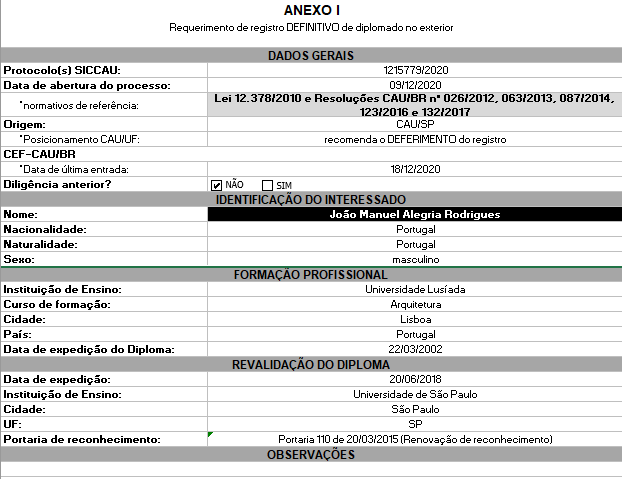 ANEXO I
Requerimento de registro DEFINITIVO de diplomado no exterior
DADOS GERAIS
Protocolo(s) SICCAU: 1215779/2020
Data de abertura do processo: 09/12/2020
*normativos de referência: Lei 12.378/2010 e Resoluções CAU/BR n° 026/2012, 063/2013, 087/2014,
123/2016 e 132/2017
Origem: CAU/SP
*Posicionamento CAU/UF: recomenda o DEFERIMENTO do registro
CEF-CAU/BR
*Data de última entrada: 18/12/2020
Diligência anterior? NÃO SIM
IDENTIFICAÇÃO DO INTERESSADO
Nome: João Manuel Alegria Rodrigues
Nacionalidade: Portugal
Naturalidade: Portugal
Sexo: masculino
FORMAÇÃO PROFISSIONAL
Instituição de Ensino: Universidade Lusíada
Curso de formação: Arquitetura
Cidade: Lisboa
País: Portugal
Data de expedição do Diploma: 22/03/2002
REVALIDAÇÃO DO DIPLOMA
Data de expedição: 20/06/2018
Instituição de Ensino: Universidade de São Paulo
Cidade: São Paulo
UF: SP
Portaria de reconhecimento: Portaria 110 de 20/03/2015 (Renovação de reconhecimento)
OBSERVAÇÕES